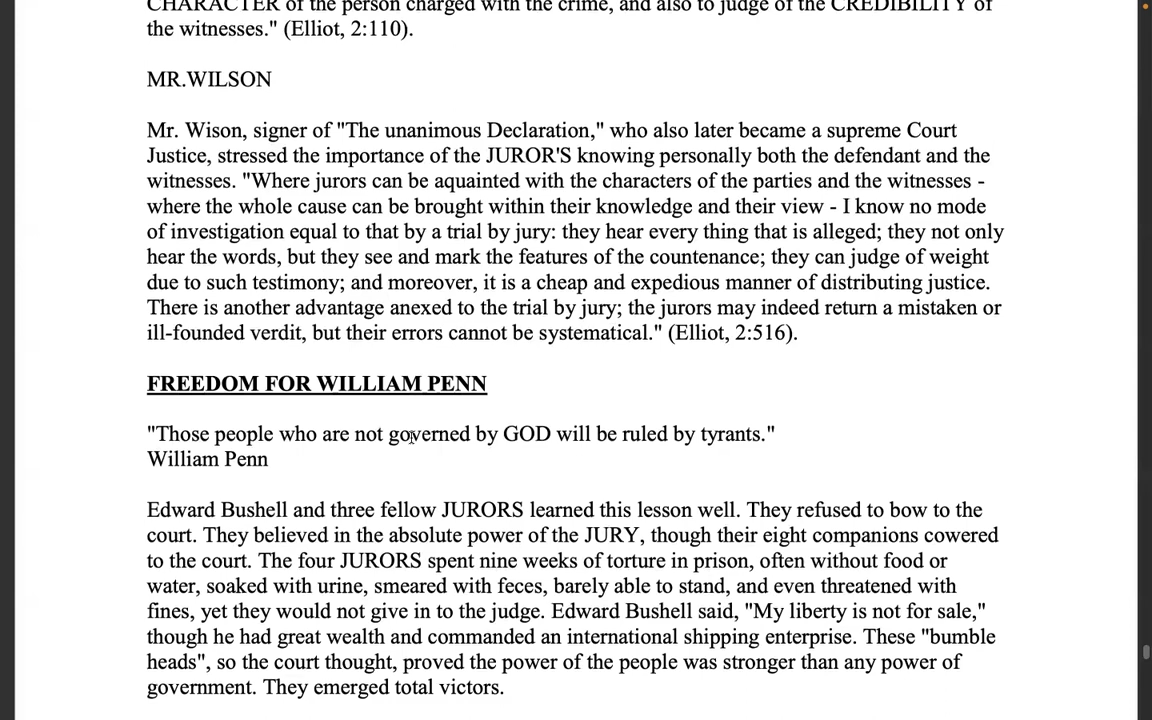 CHARACTER of the person charged with the crime, and also to judge of the CREDIBILITY of
the witnesses." (Elliot, 2:110).
MR.WILSON
Mr. Wison, signer of "The unanimous Declaration," who also later became a supreme Court
Justice, stressed the importance of the JUROR'S knowing personally both the defendant and the
witnesses. "Where jurors can be aquainted with the characters of the parties and the witnesses -
where the whole cause can be brought within their knowledge and their view - I know no mode
of investigation equal to that by a trial by jury: they hear every thing that is alleged; they not only
hear the words, but they see and mark the features of the countenance; they can judge of weight
due to such testimony; and moreover, it is a cheap and expedious manner of distributing justice.
There is another advantage anexed to the trial by jury; the jurors may indeed return a mistaken or
ill-founded verdit, but their errors cannot be systematical." (Elliot, 2:516).
FREEDOM FOR WILLIAM PENN
"Those people who are not governed by GOD will be ruled by tyrants."
William Penn
Edward Bushell and three fellow JURORS learned this lesson well. They refused to bow to the
court. They believed in the absolute power of the JURY, though their eight companions cowered
to the court. The four JURORS spent nine weeks of torture in prison, often without food or
water, soaked with urine, smeared with feces, barely able to stand, and even threatened with
fines, yet they would not give in to the judge. Edward Bushell said, "My liberty is not for sale,"
though he had great wealth and commanded an international shipping enterprise. These "bumble
heads", so the court thought, proved the power of the people was stronger than any power of
government. They emerged total victors.